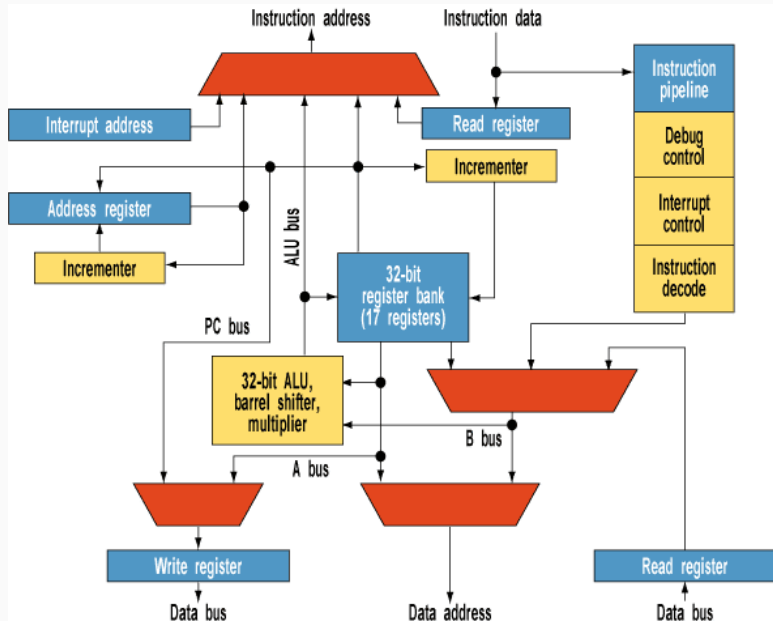 Instruction address
Instruction data
Instruction
pipeline
Interrupt address
Read register
Debug
control
Incrementer
Address register
Interrupt
control
ALU bus
Incrementer
32-bit
register bank
(17 registers)
Instruction
decode
PC bus
32-bit ALU,
barrel shifter,
multiplier
B bus
A bus
Write register
Read register
Data bus
Data address
Data bus